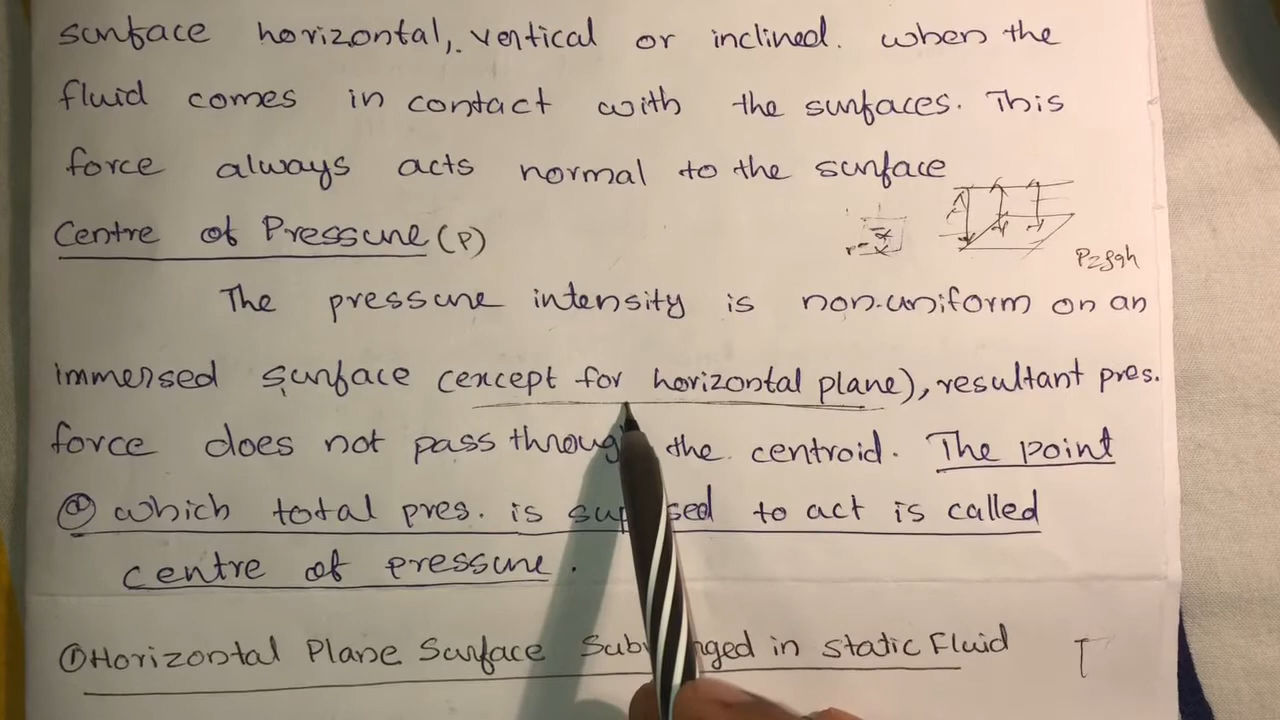 surface horizontal, vertical or inclined. when the
fluid comes in contact with the surfaces. This
force always acts normal to the surface
Centre of Pressure (P)
P=ρgh
The pressure intensity is non-uniform on an
immersed surface (except for horizontal plane), resultant pres.
force does not pass through the centroid. The point
@ which total pres. is supposed to act is called
centre of pressure.
① Horizontal Plane Surface Submerged in Static Fluid